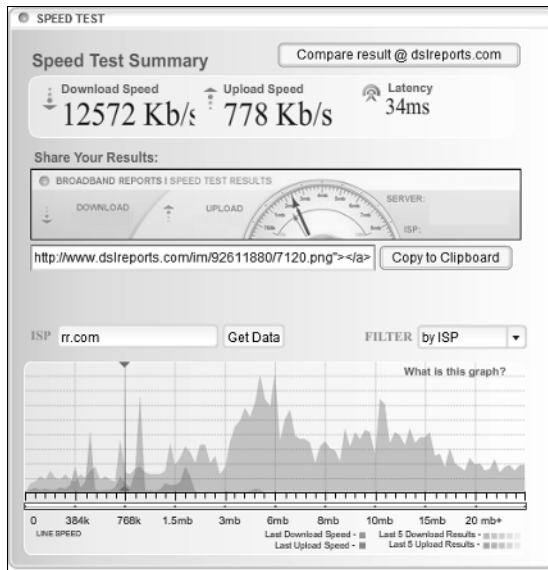 SPEED TEST
Speed Test Summary
Compare result @ dslreports.com
Download Speed
12572 Kb/s
Upload Speed
778 Kb/s
Latency
34ms
Share Your Results:
BROADBAND REPORTS I SPEED TEST RESULTS
DOWNLOAD
UPLOAD
SERVER:
ISP:
http://www.dslreports.com/im/92611880/7120.png"></a>
Copy to Clipboard
ISP rr.com Get Data FILTER by ISP
What is this graph?
0 384k 768k 1.5mb 3mb 6mb 8mb 10mb 15mb 20 mb+
LINE SPEED
Last Download Speed - Last 5 Download Results -
Last Upload Speed - Last 5 Upload Results -